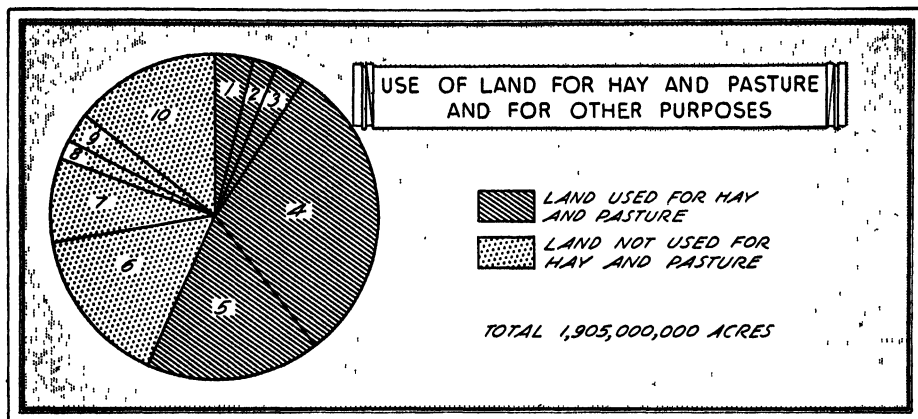 USE OF LAND FOR HAY AND PASTURE
AND FOR OTHER PURPOSES
1
2
3
4
5
6
7
8
9
10
LAND USED FOR HAY
AND PASTURE
LAND NOT USED FOR
HAY AND PASTURE
TOTAL 1,905,000,000 ACRES